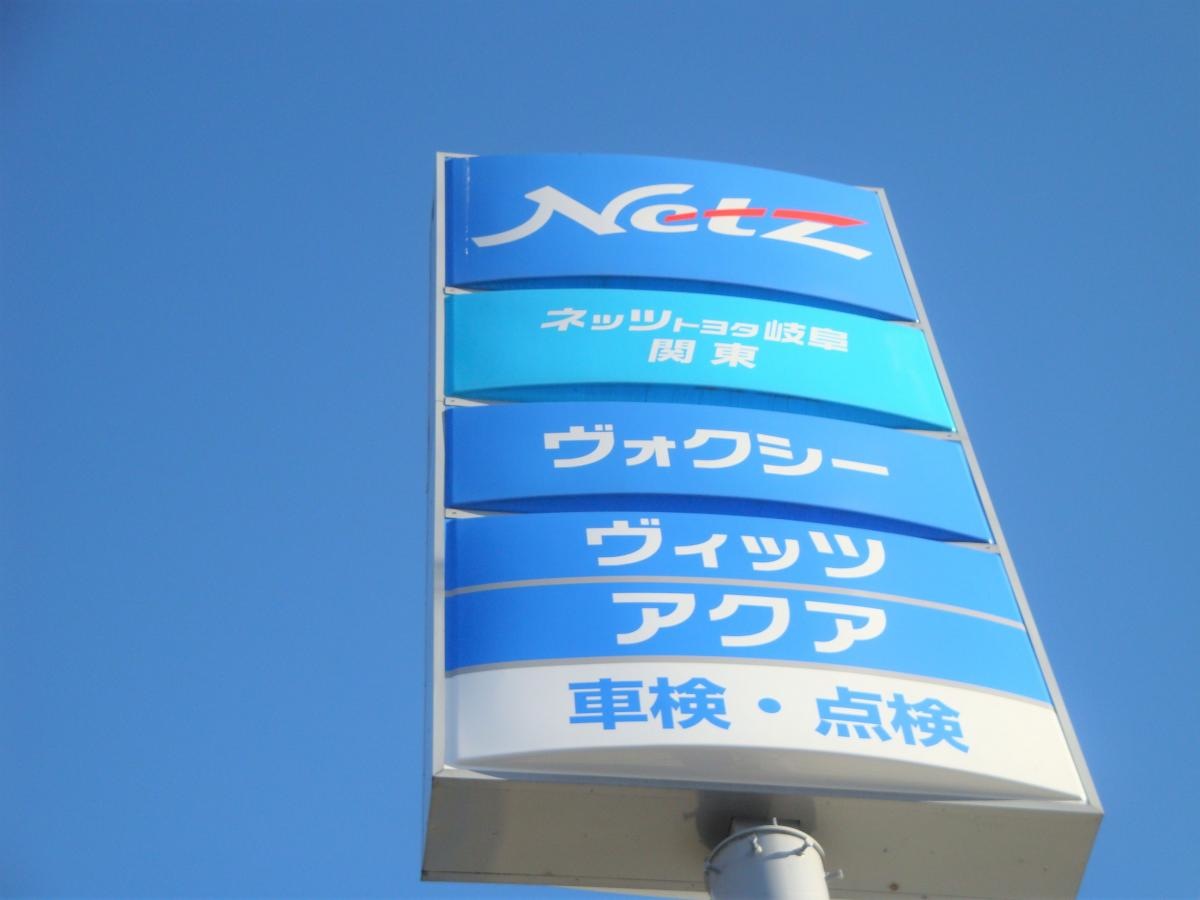 Netz
ネッツトヨタ岐阜
関東
ヴォクシー
ヴィッツ
アクア
車検・点検